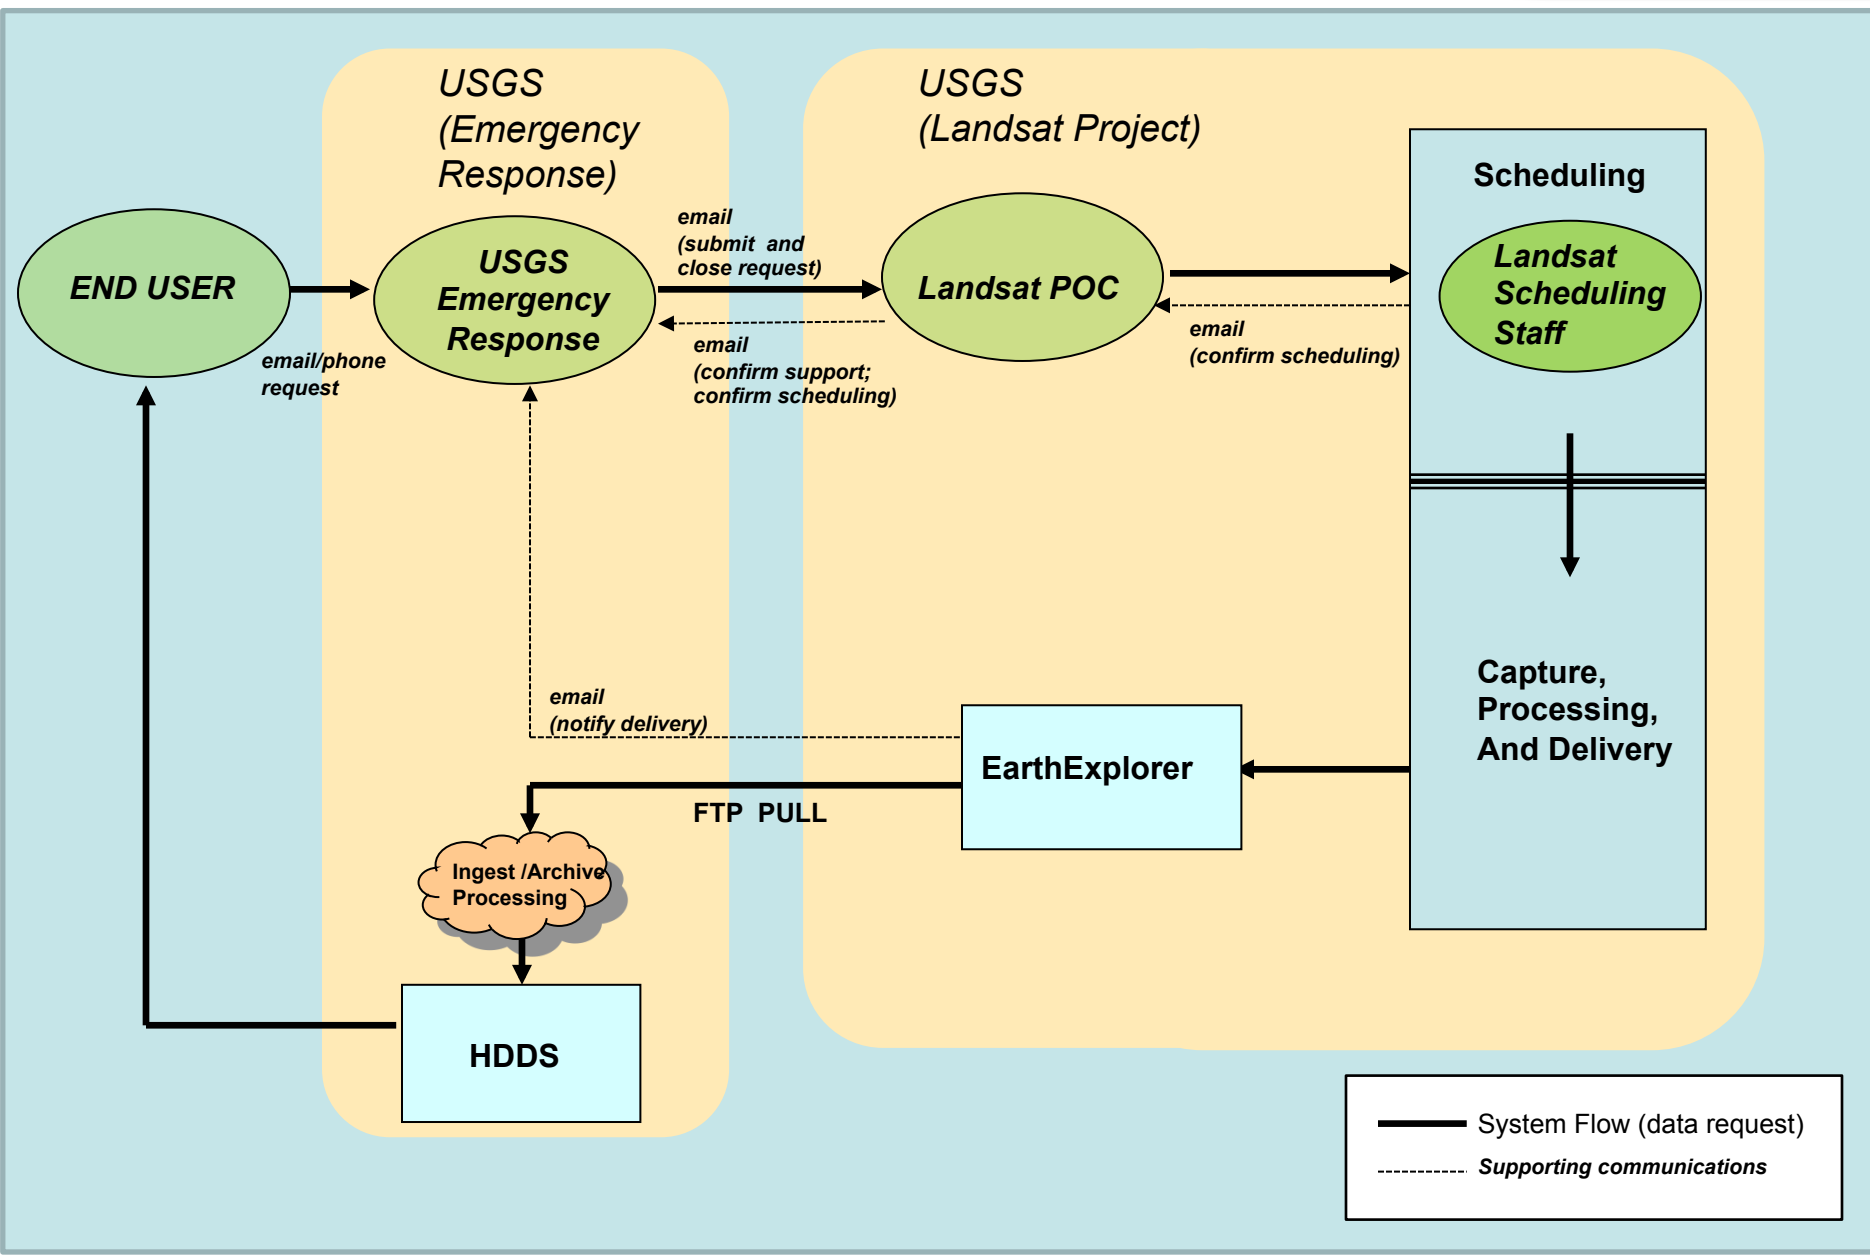 USGS
(Emergency
Response)
USGS
(Landsat Project)
Scheduling
END USER
email/phone
request
USGS
Emergency
Response
email
(submit and
close request)
email
(confirm support;
confirm scheduling)
Landsat POC
email
(confirm scheduling)
Landsat
Scheduling
Staff
Capture,
Processing,
And Delivery
EarthExplorer
email
(notify delivery)
FTP PULL
Ingest /Archive
Processing
HDDS
System Flow (data request)
Supporting communications